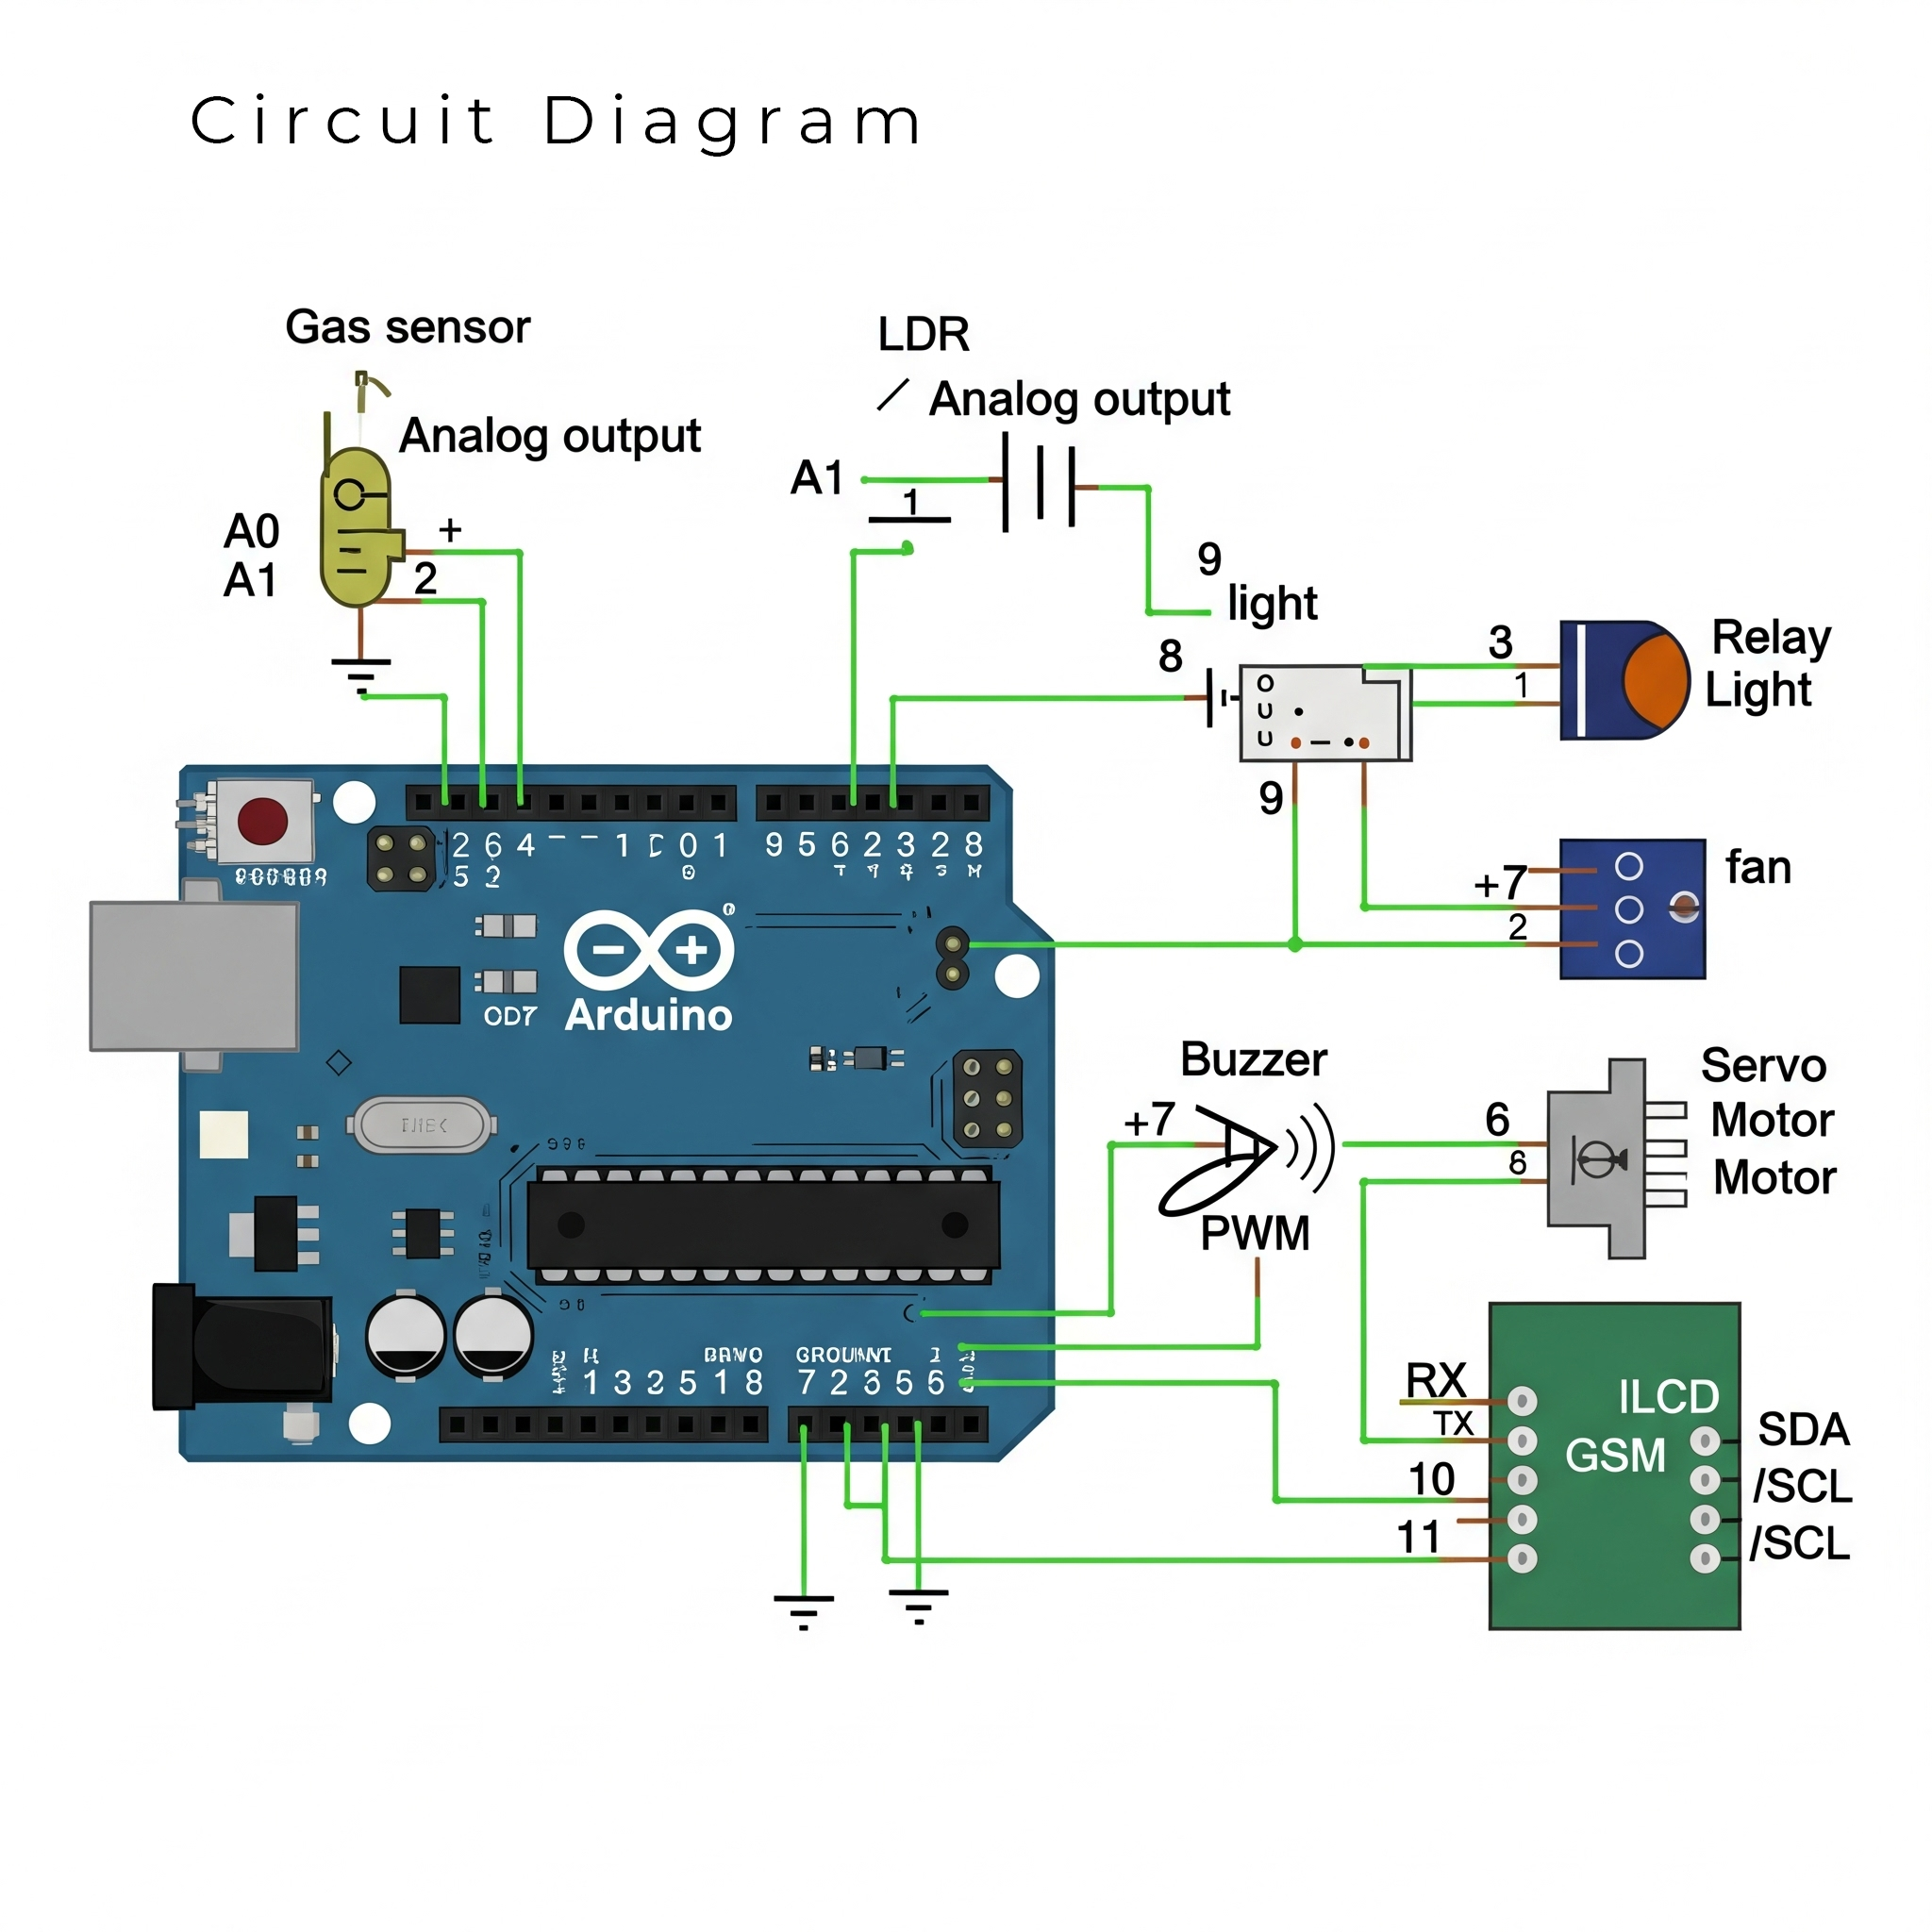 Circuit Diagram
Gas sensor
Analog output
A0
A1
+
2
LDR
Analog output
A1
1
9
light
8
3
1
Relay
Light
9
+7
2
fan
2 6 4 – – 1 0 1
5 2
9 5 6 2 3 2 8
OD7
Arduino
Buzzer
+7
PWM
6
8
Servo
Motor
Motor
1 3 2 5 1 8
7 2 3 5 6
RX
TX
10
11
ILCD
GSM
SDA
/SCL
/SCL